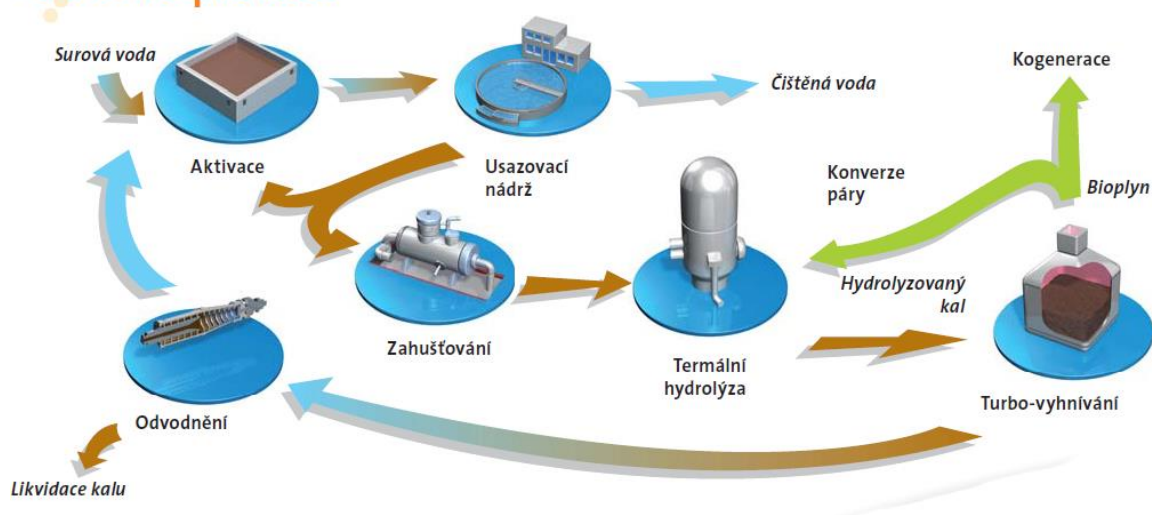 Surová voda
Aktivace
Usazovací
nádrž
Čištěná voda
Kogenerace
Konverze
páry
Bioplyn
Hydrolyzovaný
kal
Zahušťování
Termální
hydrolýza
Turbo-vyhnívání
Odvodnění
Likvidace kalu